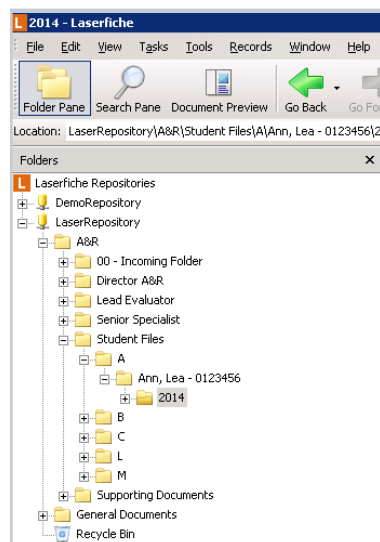 L 2014 - Laserfiche
File Edit View Tasks Tools Records Window Help
Folder Pane Search Pane Document Preview Go Back Go Fo
Location: LaserRepository\A&R\Student Files\A\Ann, Lea - 0123456\2
Folders
L Laserfiche Repositories
DemoRepository
LaserRepository
A&R
00 - Incoming Folder
Director A&R
Lead Evaluator
Senior Specialist
Student Files
A
Ann, Lea - 0123456
2014
B
C
L
M
Supporting Documents
General Documents
Recycle Bin